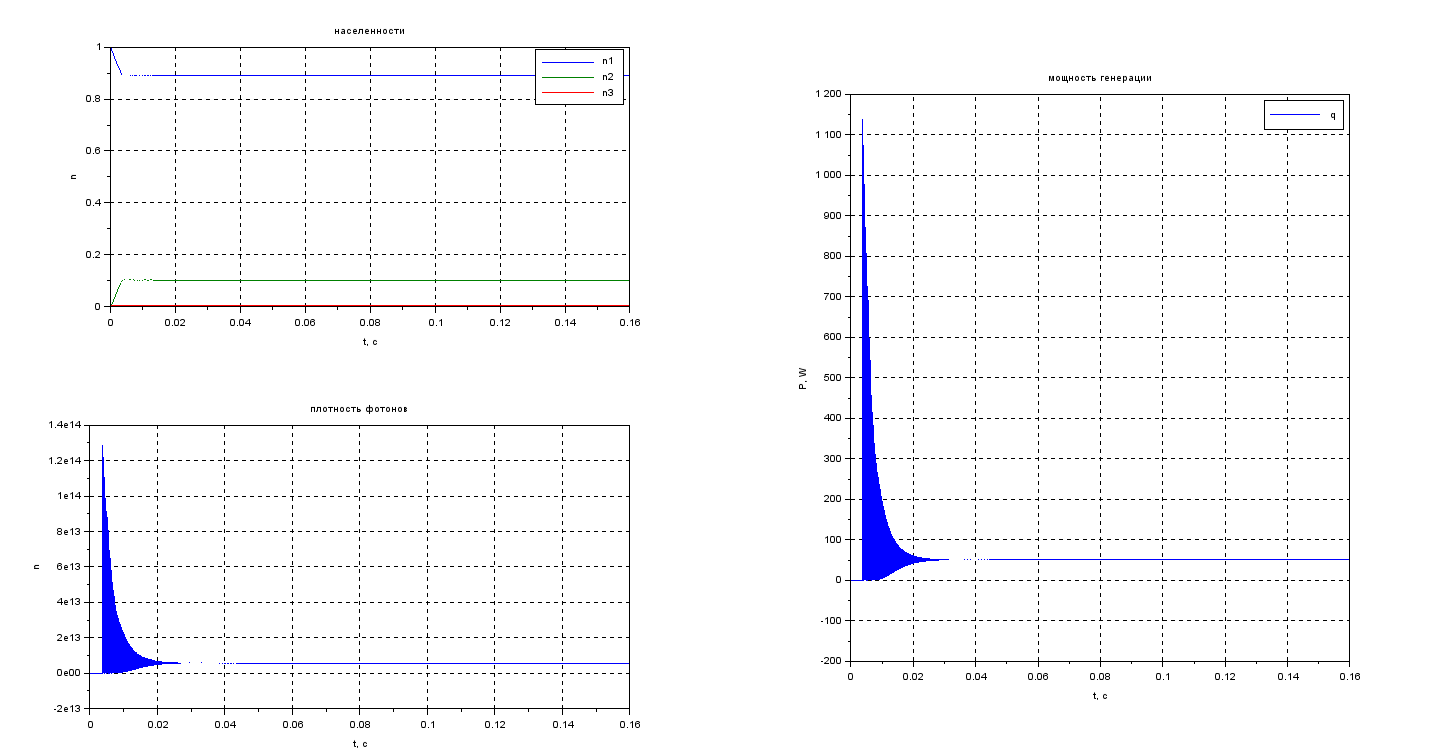 населенности
1
0.8
0.6
0.4
0.2
0
n
n1
n2
n3
0 0.02 0.04 0.06 0.08 0.1 0.12 0.14 0.16
t, c
плотность фотонов
1.4e14
1.2e14
1e14
8e13
6e13
4e13
2e13
0e00
-2e13
n
0 0.02 0.04 0.06 0.08 0.1 0.12 0.14 0.16
t, c
мощность генерации
1 200
1 100
1 000
900
800
700
600
500
400
300
200
100
0
-100
-200
P, W
q
0 0.02 0.04 0.06 0.08 0.1 0.12 0.14 0.16
t, c